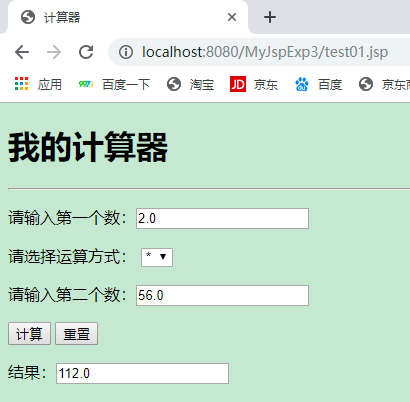 计算器
localhost:8080/MyJspExp3/test01.jsp
应用 997 百度一下 淘宝 JD 京东 百度 京东
我的计算器
请输入第一个数：2.0
请选择运算方式： *
请输入第二个数：56.0
计算 重置
结果：112.0